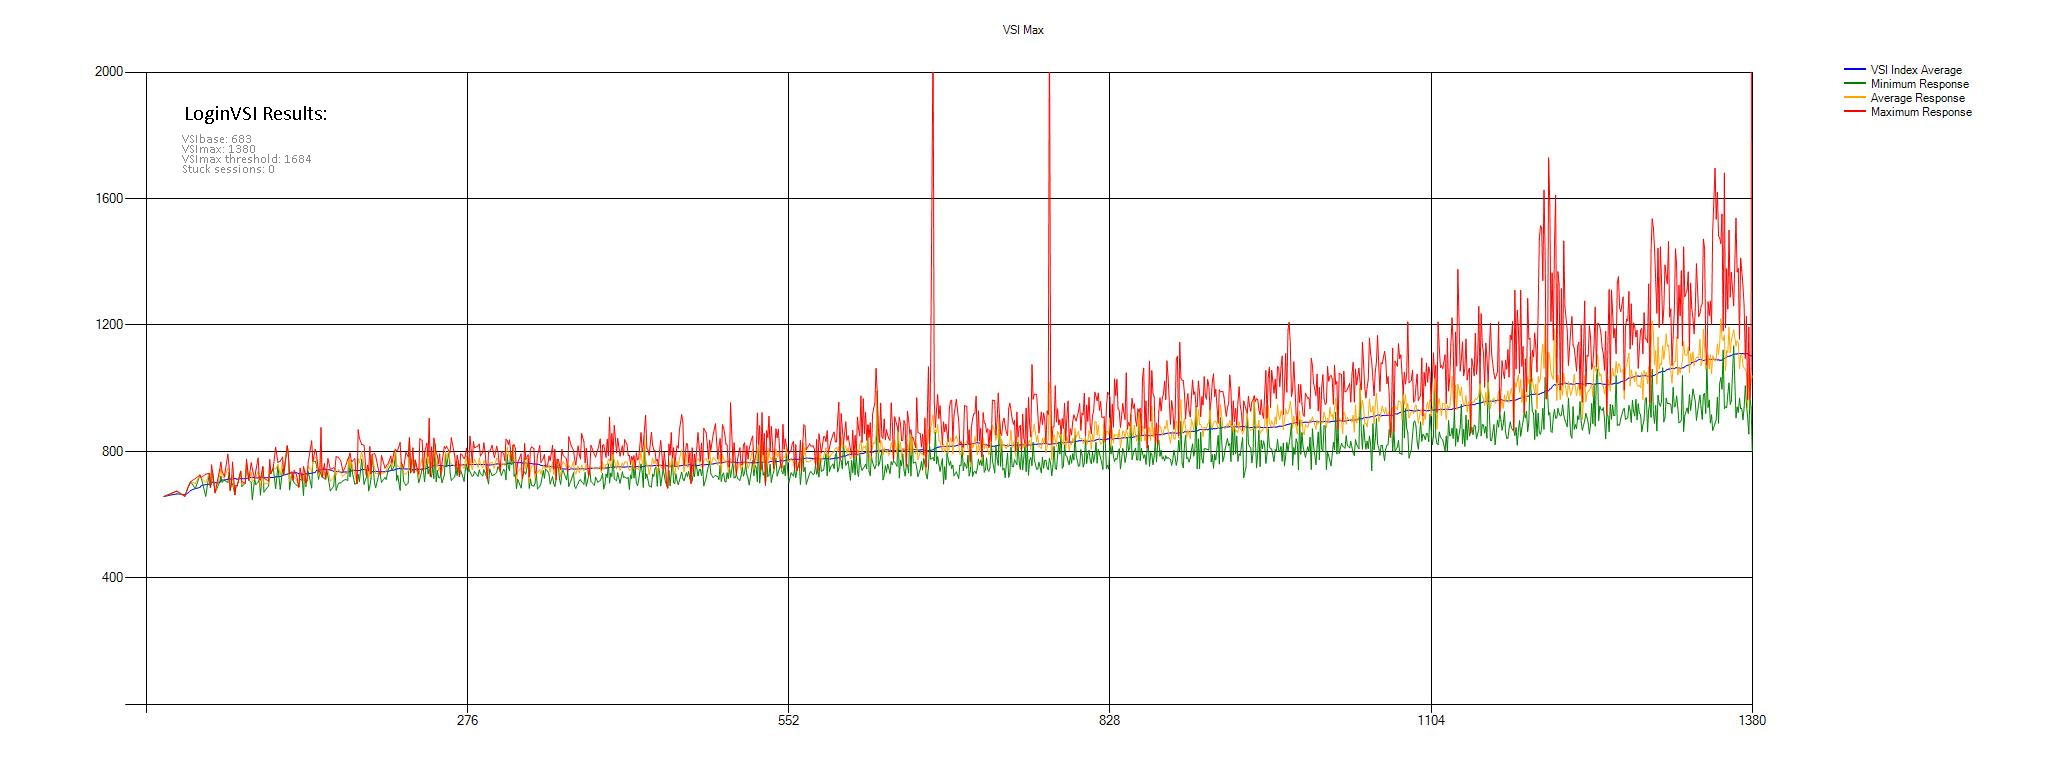 VSI Max
2000
LoginVSI Results:
VSIbase: 683
VSImax: 1380
VSImax threshold: 1684
Stuck sessions: 0
1600
1200
800
400
276
552
828
1104
1380
VSI Index Average
Minimum Response
Average Response
Maximum Response